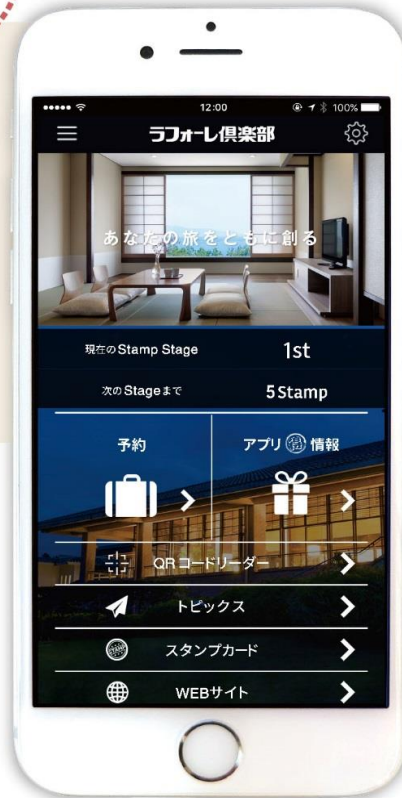 12:00
100%
ラフォーレ倶楽部
あなたの旅をともに創る
現在のStamp Stage
1st
次のStageまで
5Stamp
予約
アプリ 得 情報
QRコードリーダー
トピックス
スタンプカード
WEBサイト